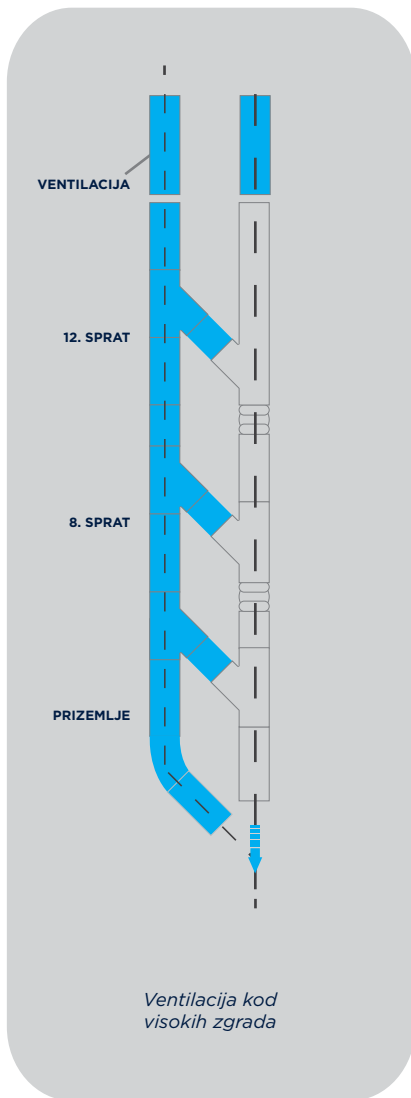 VENTILACIJA
12. SPRAT
8. SPRAT
PRIZEMLJE
Ventilacija kod
visokih zgrada